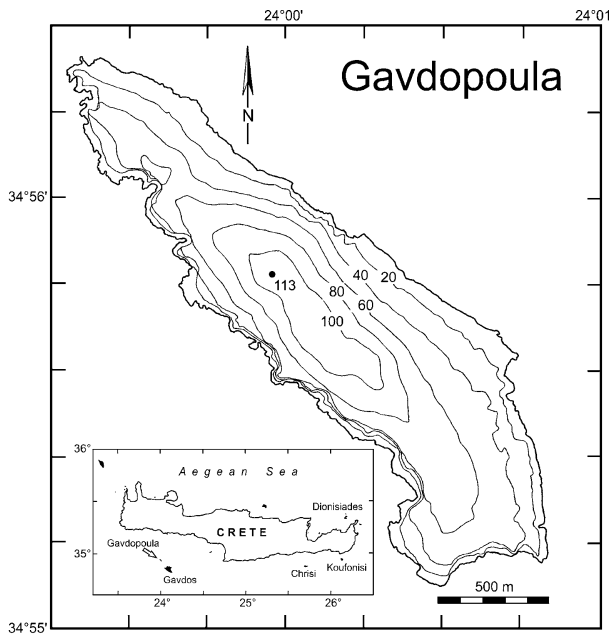 24°00'
24°01
Gavdopoula
N
34°56'
40
20
113
80
60
100
36°
Aegean Sea
Dionisiades
CRETE
Gavdopoula
35°
Gavdos
Chrisi
Koufonisi
24°
25°
26°
500 m
34°55'